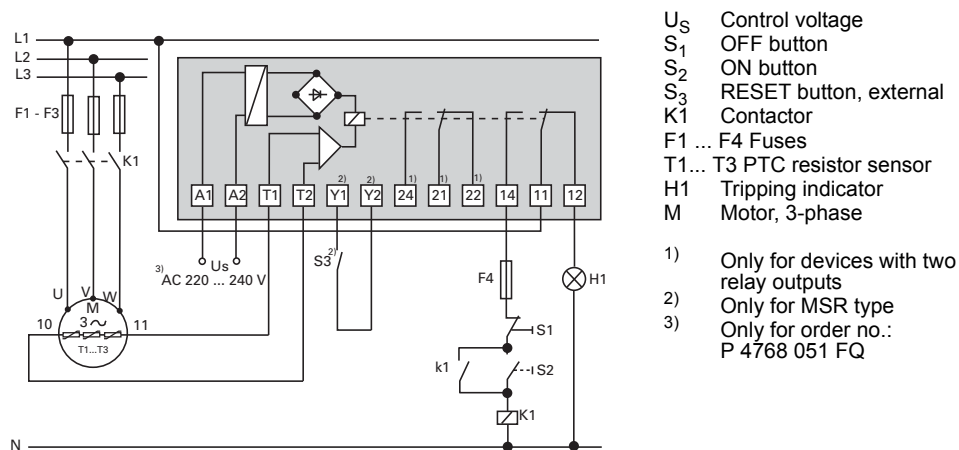 L1
L2
L3
F1 - F3
K1
A1 A2 T1 T2 Y1 Y2 24 21 22 14 11 12
2) 2) 1) 1) 1)
Us
3) AC 220 ... 240 V
S3 2)
F4
H1
U V W
M
3
10 11
T1...T3
S1
k1
S2
K1
N
US Control voltage
S1 OFF button
S2 ON button
S3 RESET button, external
K1 Contactor
F1 ... F4 Fuses
T1... T3 PTC resistor sensor
H1 Tripping indicator
M Motor, 3-phase
1) Only for devices with two
relay outputs
2) Only for MSR type
3) Only for order no.:
P 4768 051 FQ